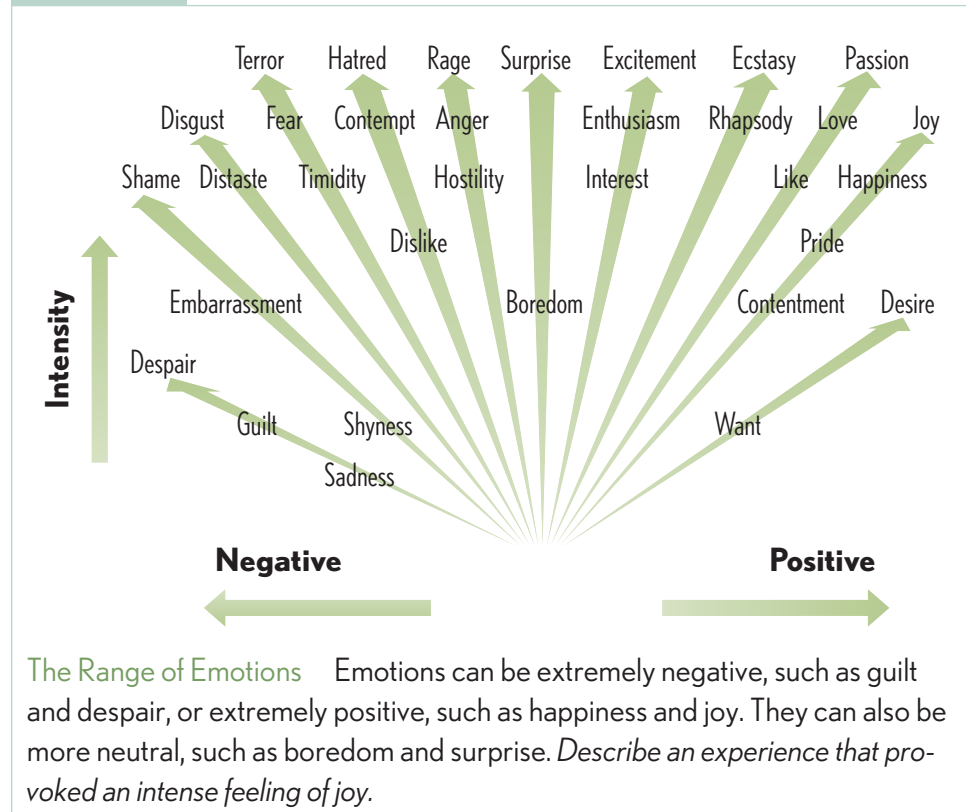 Terror Hatred Rage Surprise Excitement Ecstasy Passion
Disgust Fear Contempt Anger Enthusiasm Rhapsody Love Joy
Shame Distaste Timidity Hostility Interest Like Happiness
Dislike Pride
Embarrassment Boredom Contentment Desire
Intensity
Despair
Guilt Shyness Want
Sadness
Negative Positive
The Range of Emotions Emotions can be extremely negative, such as guilt
and despair, or extremely positive, such as happiness and joy. They can also be
more neutral, such as boredom and surprise. Describe an experience that pro-
voked an intense feeling of joy.